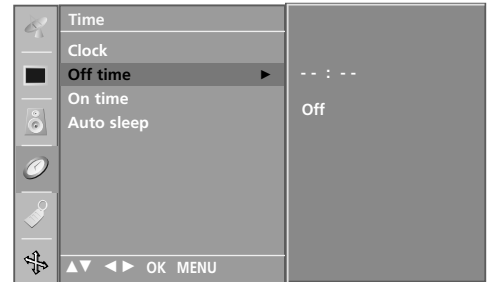 Time
Clock
Off time ►
On time
Auto sleep
- - : - -
Off
▲▼ ◄► OK MENU